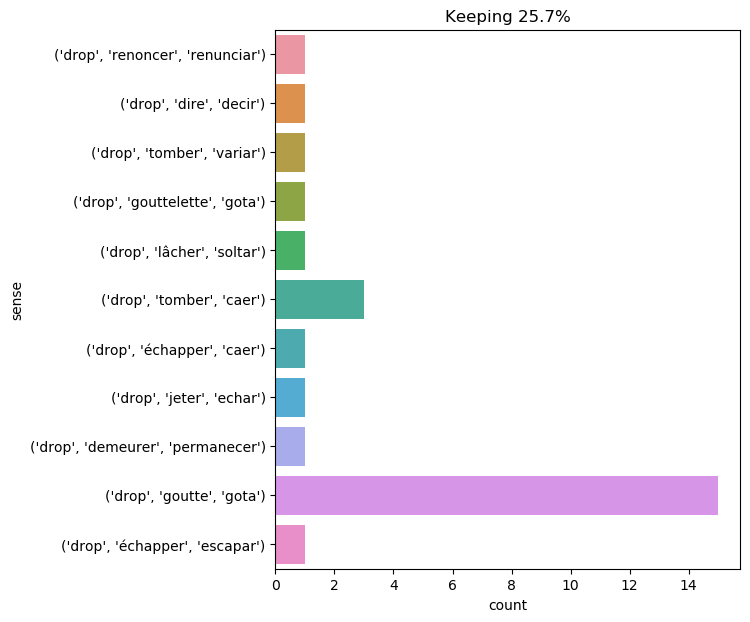 Keeping 25.7%
('drop', 'renoncer', 'renunciar')
('drop', 'dire', 'decir')
('drop', 'tomber', 'variar')
('drop', 'gouttelette', 'gota')
('drop', 'lâcher', 'soltar')
('drop', 'tomber', 'caer')
('drop', 'échapper', 'caer')
('drop', 'jeter', 'echar')
('drop', 'demeurer', 'permanecer')
('drop', 'goutte', 'gota')
('drop', 'échapper', 'escapar')
sense
0 2 4 6 8 10 12 14
count